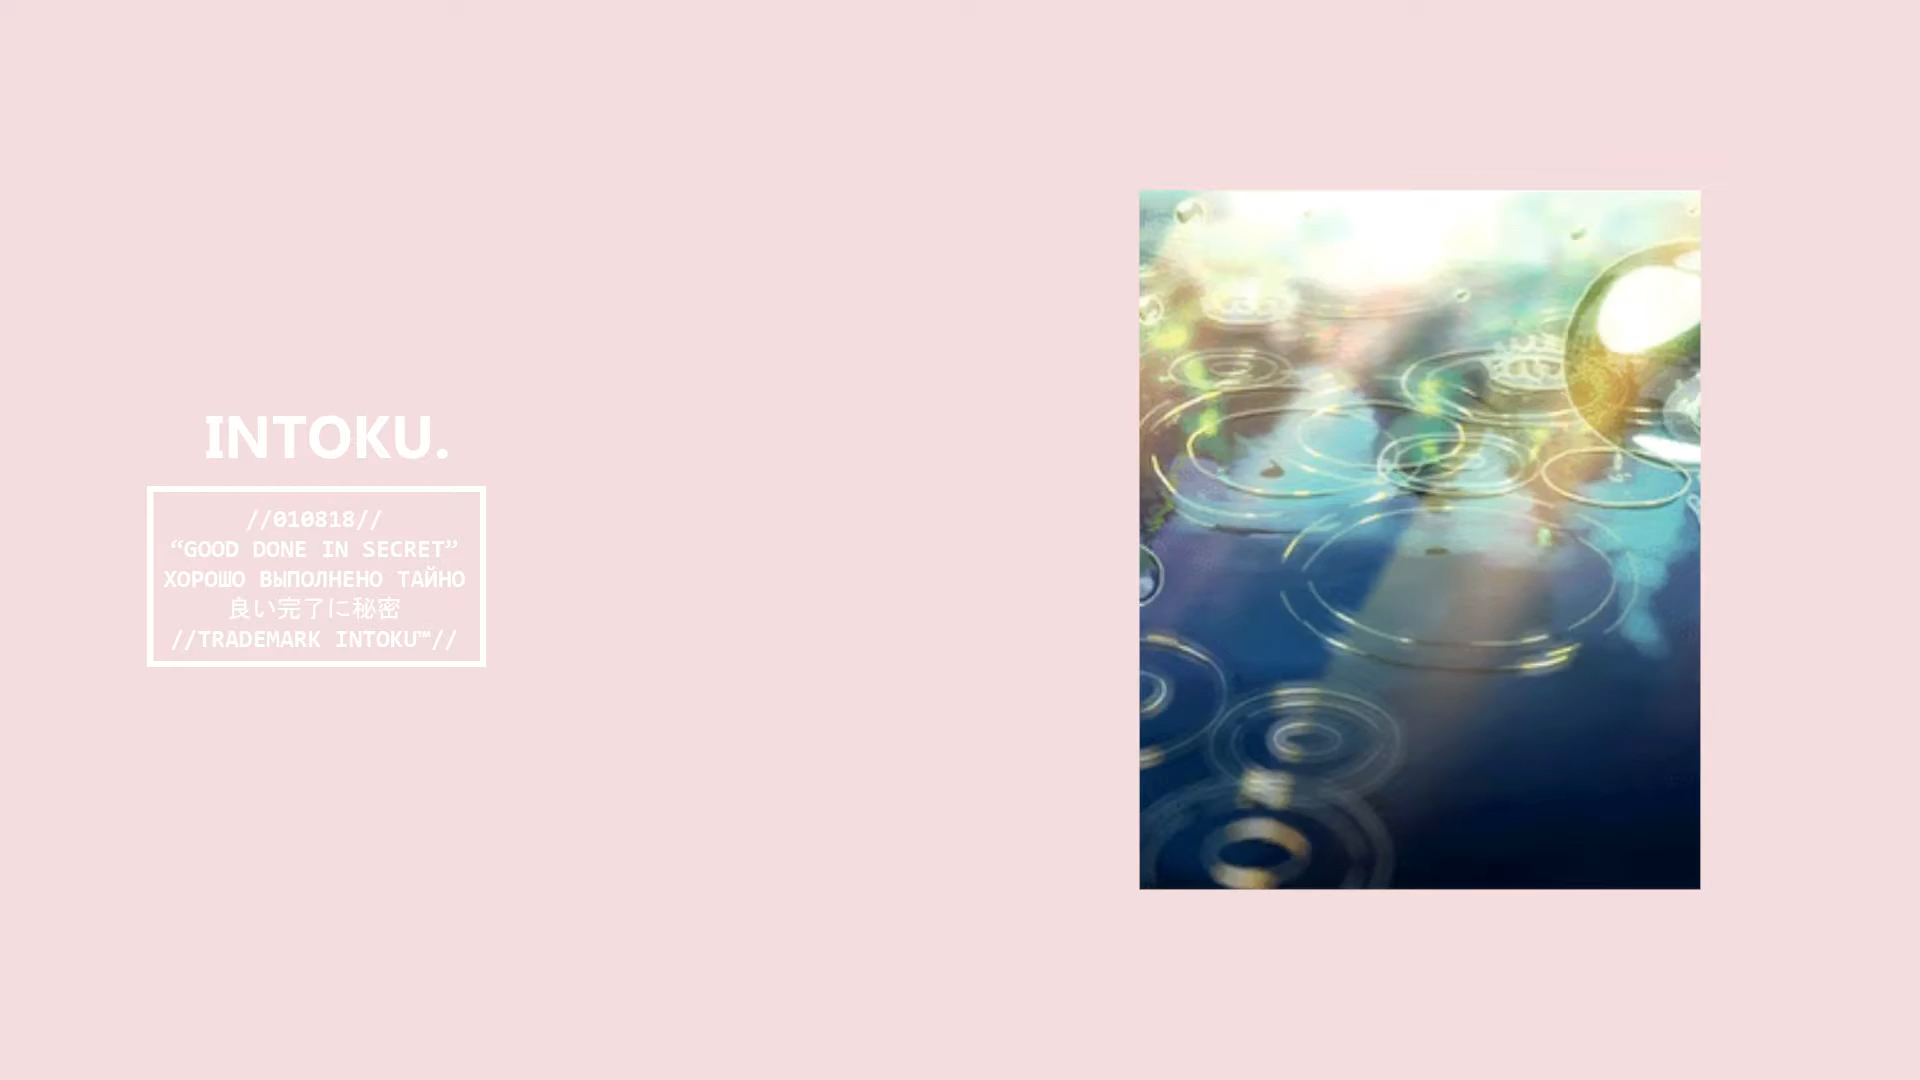 INTOKU.
//010818//
“GOOD DONE IN SECRET”
ХОРОШО ВЫПОЛНЕНО ТАЙНО
良い完了に秘密
//TRADEMARK INTOKU™//